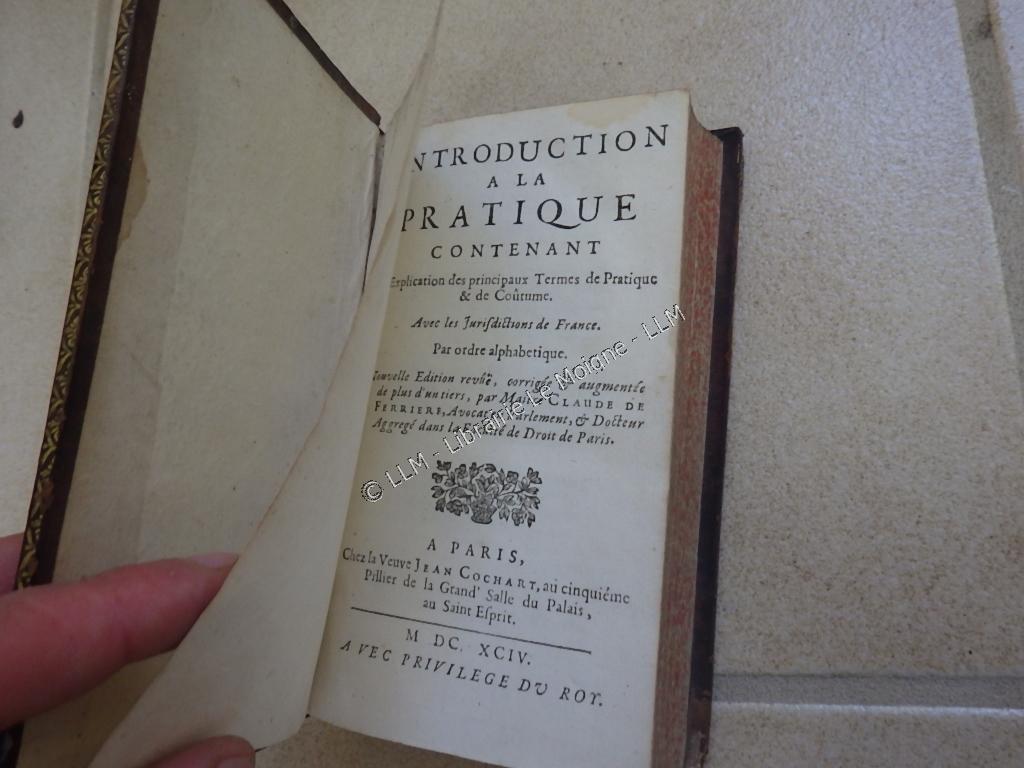 NTRODUCTION
A LA
PRATIQUE
CONTENANT
Explication des principaux Termes de Pratique
& de Coûtume.
Avec les Jurisdictions de France.
Par ordre alphabetique.
Nouvelle Edition revûë, corrigée augmentée
de plus d'un tiers, par CLAUDE DE
FERRIERE, Avocat Parlement, & Docteur
Aggregé dans la de Droit de Paris.
A PARIS,
Chez la Veuve JEAN COCHART, au cinquiéme
Pillier de la Grand' Salle du Palais,
au Saint Esprit.
M DC. XCIV.
AVEC PRIVILEGE DU ROY.
© LLM - Librairie Le Moigne - LLM